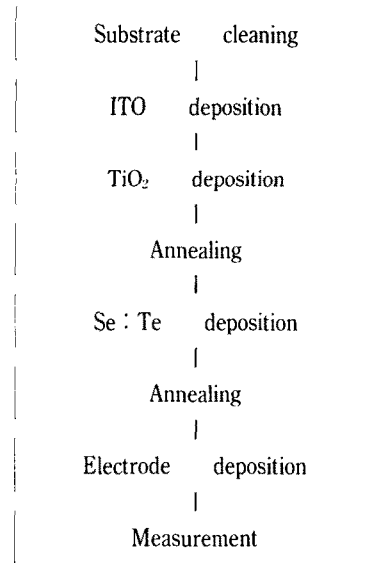 Substrate cleaning
ITO deposition
TiO₂ deposition
Annealing
Se : Te deposition
Annealing
Electrode deposition
Measurement